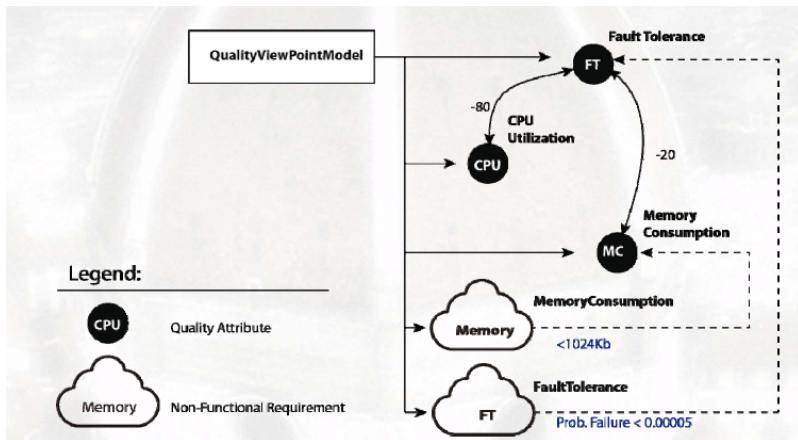 QualityViewPointModel
Fault Tolerance
FT
-80
CPU
Utilization
CPU
-20
Memory
Consumption
MC
Legend:
CPU
Quality Attribute
Memory
Non-Functional Requirement
MemoryConsumption
Memory
<1024Kb
FaultTolerance
FT
Prob. Failure < 0.00005